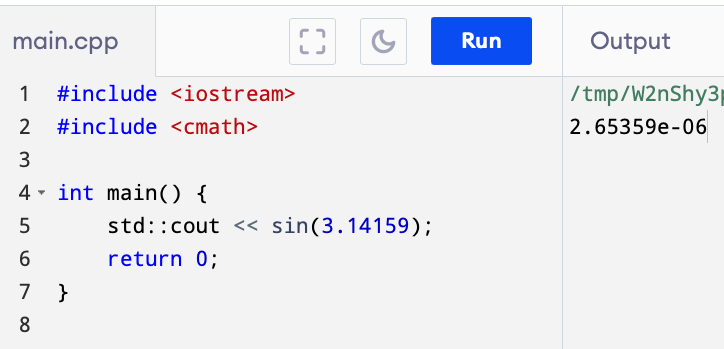 main.cpp
Run
Output
1 #include <iostream>
2 #include <cmath>
3
4 int main() {
5     std::cout << sin(3.14159);
6     return 0;
7 }
8
/tmp/W2nShy3
2.65359e-06